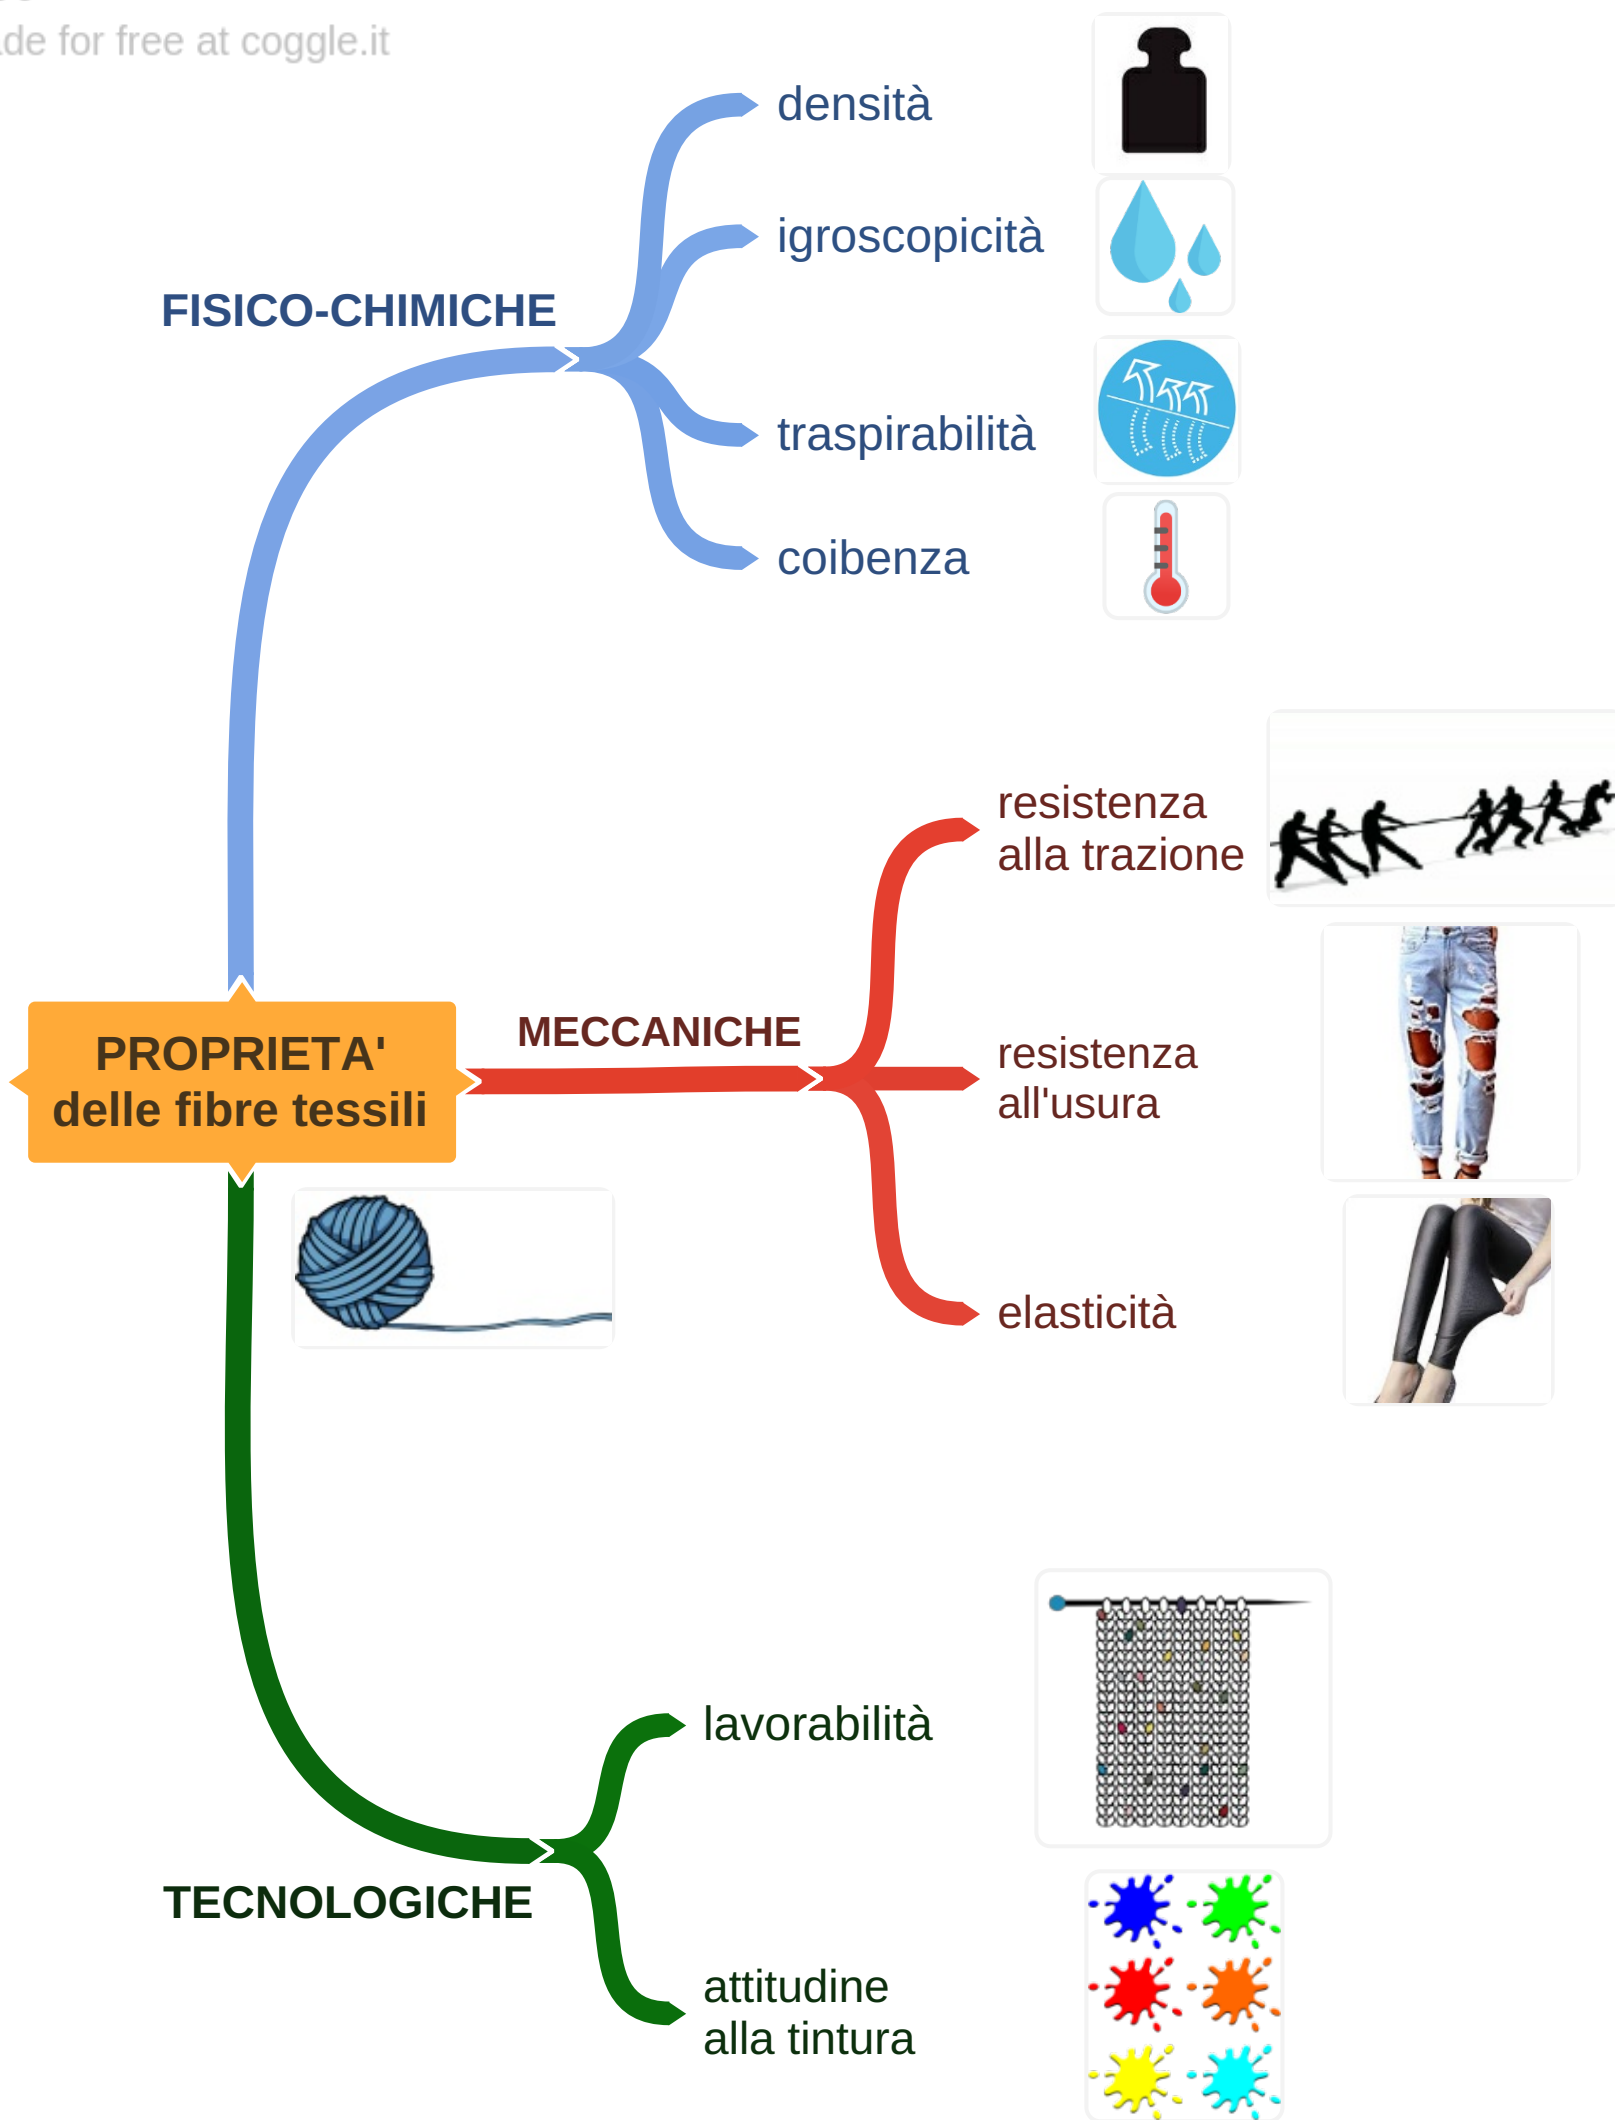 for free at coggle.it
densità
igroscopicità
FISICO-CHIMICHE
traspirabilità
coibenza
resistenza
alla trazione
MECCANICHE
resistenza
all'usura
PROPRIETA'
delle fibre tessili
elasticità
lavorabilità
TECNOLOGICHE
attitudine
alla tintura